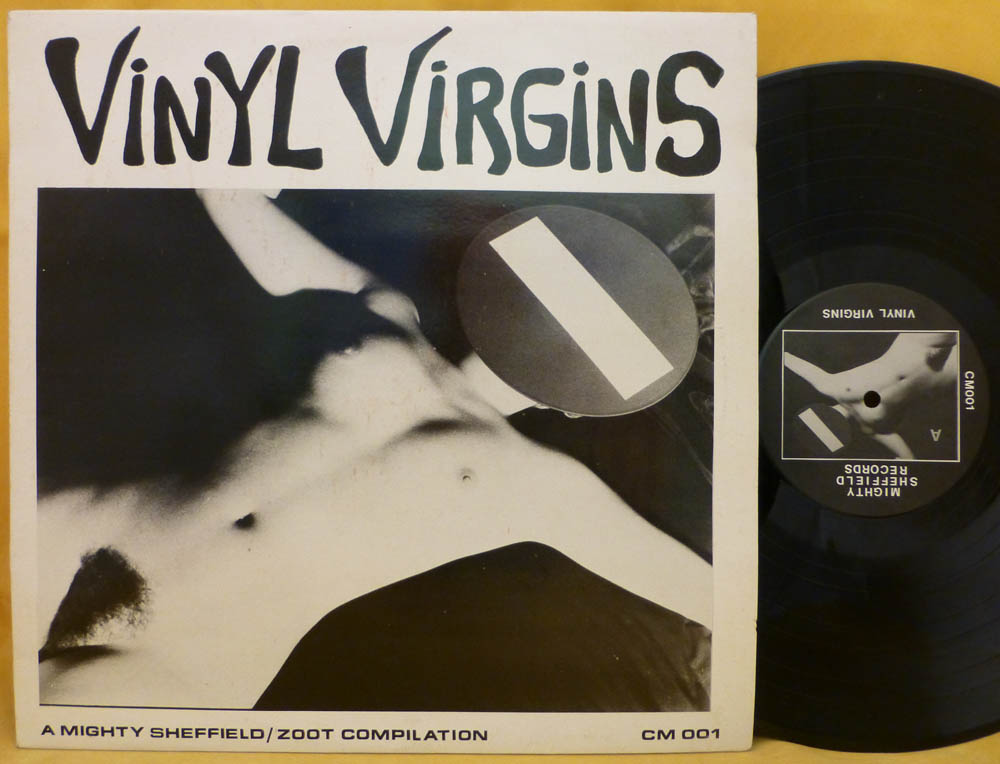 ViNYL ViRGiNS
A MIGHTY SHEFFIELD/ZOOT COMPILATION
CM 001
VINYL VIRGINS
CM001
A
MIGHTY
SHEFFIELD
RECORDS